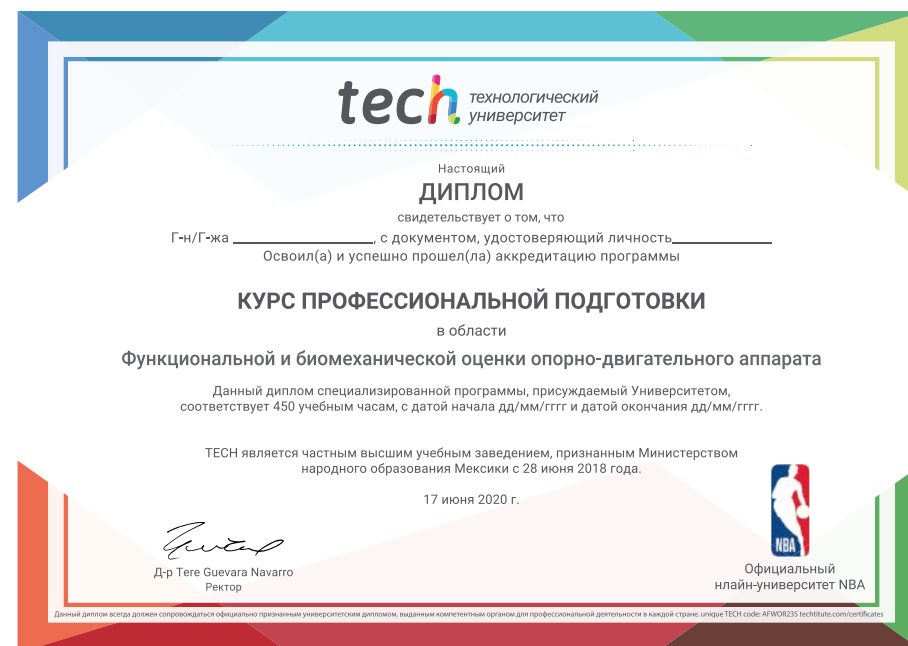 tech технологический
университет
Настоящий
ДИПЛОМ
свидетельствует о том, что
Г-н/Г-жа ____________________, с документом, удостоверяющий личность______________
Освоил(а) и успешно прошел(ла) аккредитацию программы
КУРС ПРОФЕССИОНАЛЬНОЙ ПОДГОТОВКИ
в области
Функциональной и биомеханической оценки опорно-двигательного аппарата
Данный диплом специализированной программы, присуждаемый Университетом,
соответствует 450 учебным часам, с датой начала дд/мм/гггг и датой окончания дд/мм/гггг.
TECH является частным высшим учебным заведением, признанным Министерством
народного образования Мексики с 28 июня 2018 года.
17 июня 2020 г.
Д-р Tere Guevara Navarro
Ректор
NBA
Официальный
нлайн-университет NBA
Данный диплом всегда должен сопровождаться официально признанным университетским дипломом, выданным компетентным органом для профессиональной деятельности в каждой стране. unique TECH code: AFWOR23S techtitute.com/certificates